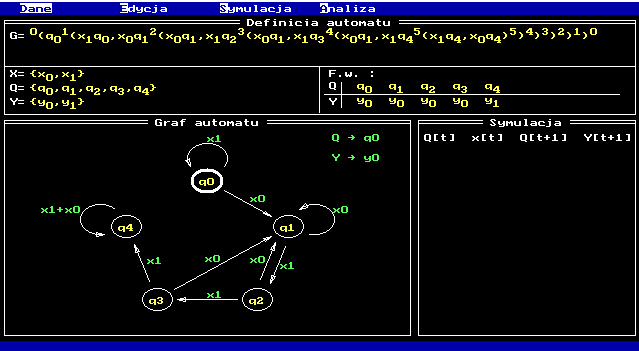 Dane Edycja Symulacja Analiza
Definicja automatu
G= ⁰(q₀¹(x₁q₀,x₀q₁²(x₀q₁,x₁q₂³(x₀q₁,x₁q₃⁴(x₀q₁,x₁q₄⁵(x₁q₄,x₀q₄)⁵)⁴)³)²)¹)⁰
X= {x₀,x₁}
Q= {q₀,q₁,q₂,q₃,q₄}
Y= {y₀,y₁}
F.w. :
Q q₀ q₁ q₂ q₃ q₄
Y y₀ y₀ y₀ y₀ y₁
Graf automatu
Q → q0
Y → y0
x1
q0
x0
x1+x0
q4
q1
x0
x1
x0
x0
x1
q3
x1
q2
Symulacja
Q[t] x[t] Q[t+1] Y[t+1]